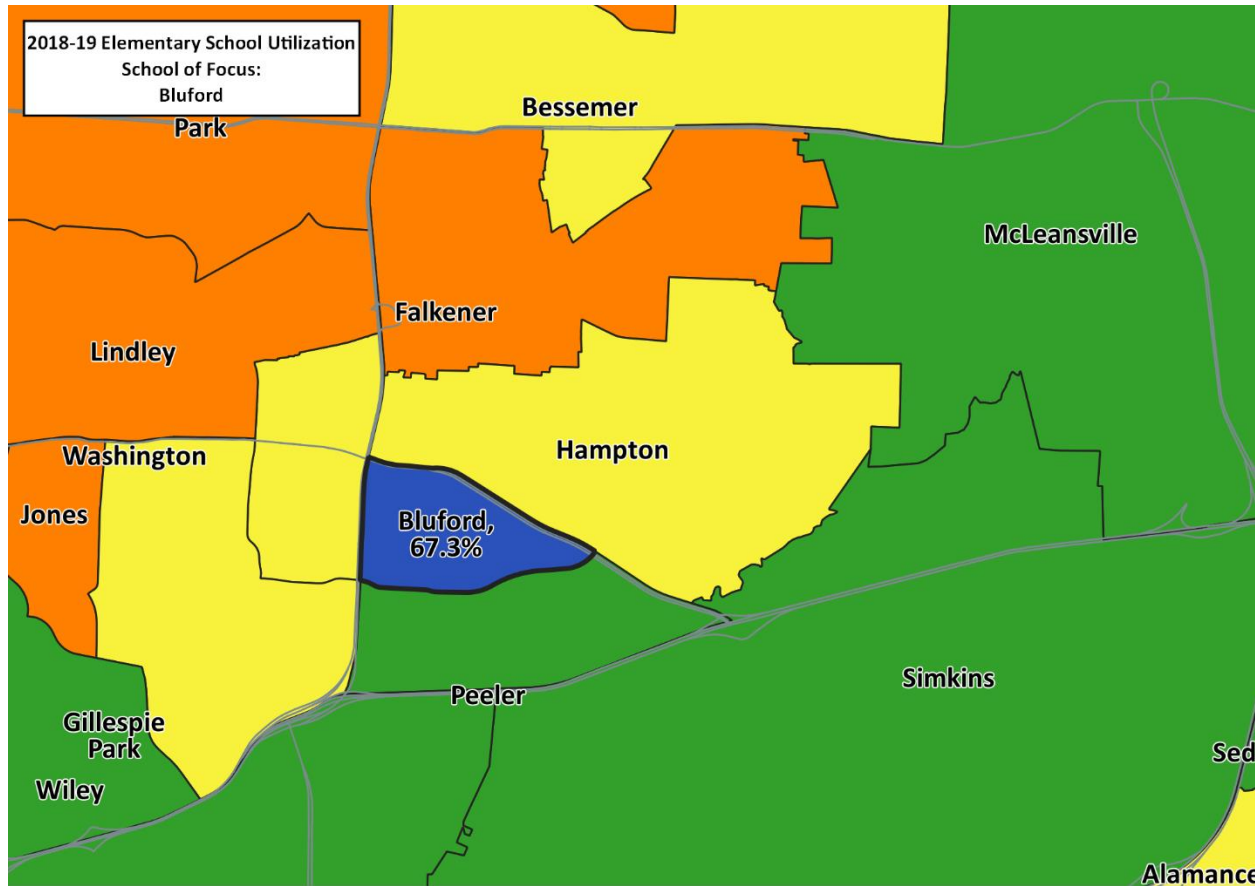 2018-19 Elementary School Utilization
School of Focus:
Bluford
Park
Bessemer
McLeansville
Falkener
Lindley
Washington
Hampton
Jones
Bluford,
67.3%
Simkins
Peeler
Gillespie
Park
Wiley
Sed
Alamance